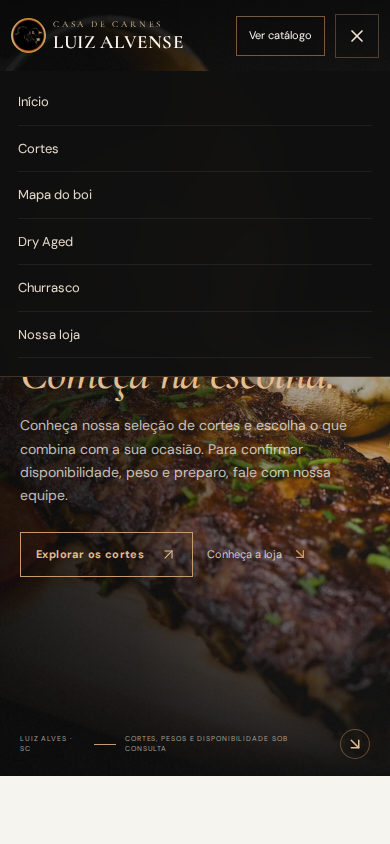 CASA DE CARNES
LUIZ ALVENSE
Ver catálogo
Início
Cortes
Mapa do boi
Dry Aged
Churrasco
Nossa loja
Começa na escolha.
Conheça nossa seleção de cortes e escolha o que
combina com a sua ocasião. Para confirmar
disponibilidade, peso e preparo, fale com nossa
equipe.
Explorar os cortes
Conheça a loja
LUIZ ALVES ·
SC
CORTES, PESOS E DISPONIBILIDADE SOB
CONSULTA